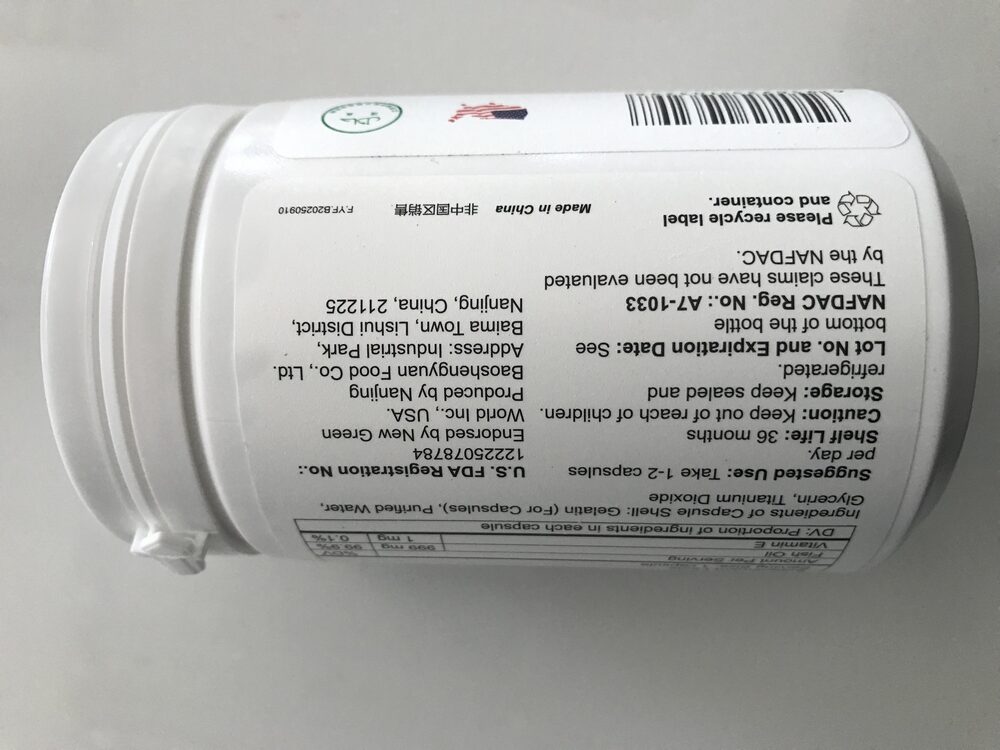 Amount Per Serving
%DV
Fish Oil 999 mg 99.9%
Vitamin E 1 mg 0.1%
DV: Proportion of ingredients in each capsule
Ingredients of Capsule Shell: Gelatin (For Capsules), Purified Water,
Glycerin, Titanium Dioxide
Suggested Use: Take 1-2 capsules
per day.
Shelf Life: 36 months
Caution: Keep out of reach of children.
Storage: Keep sealed and
refrigerated.
Lot No. and Expiration Date: See
bottom of the bottle
NAFDAC Reg. No.: A7-1033
These claims have not been evaluated
by the NAFDAC.
U.S. FDA Registration No.:
12225078784
Endorsed by New Green
World Inc., USA.
Produced by Nanjing
Baoshengyuan Food Co., Ltd.
Address: Industrial Park,
Baima Town, Lishui District,
Nanjing, China, 211225
Please recycle label
and container.
Made in China 非中国区销售
F.YF.B20250910